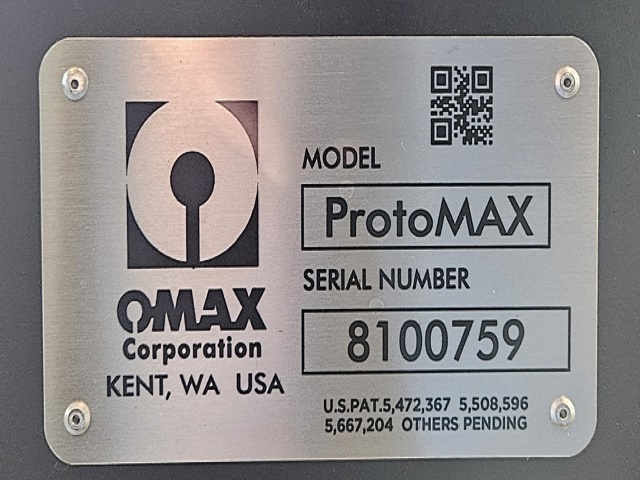 OMAX
Corporation
KENT, WA USA
MODEL
ProtoMAX
SERIAL NUMBER
8100759
U.S.PAT.5,472,367 5,508,596
5,667,204 OTHERS PENDING